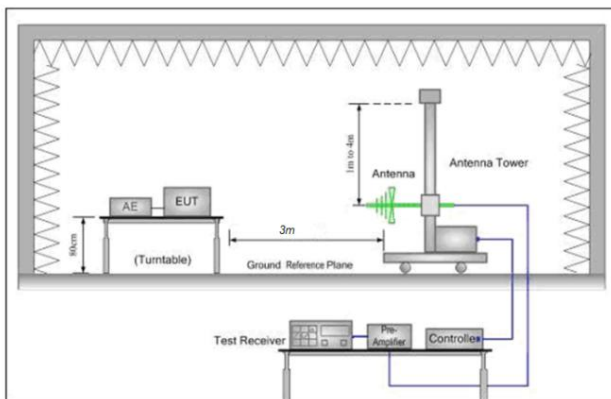 1m to 4m
Antenna
Antenna Tower
AE
EUT
80cm
(Turntable)
3m
Ground Reference Plane
Test Receiver
Pre-
Amplifier
Controller